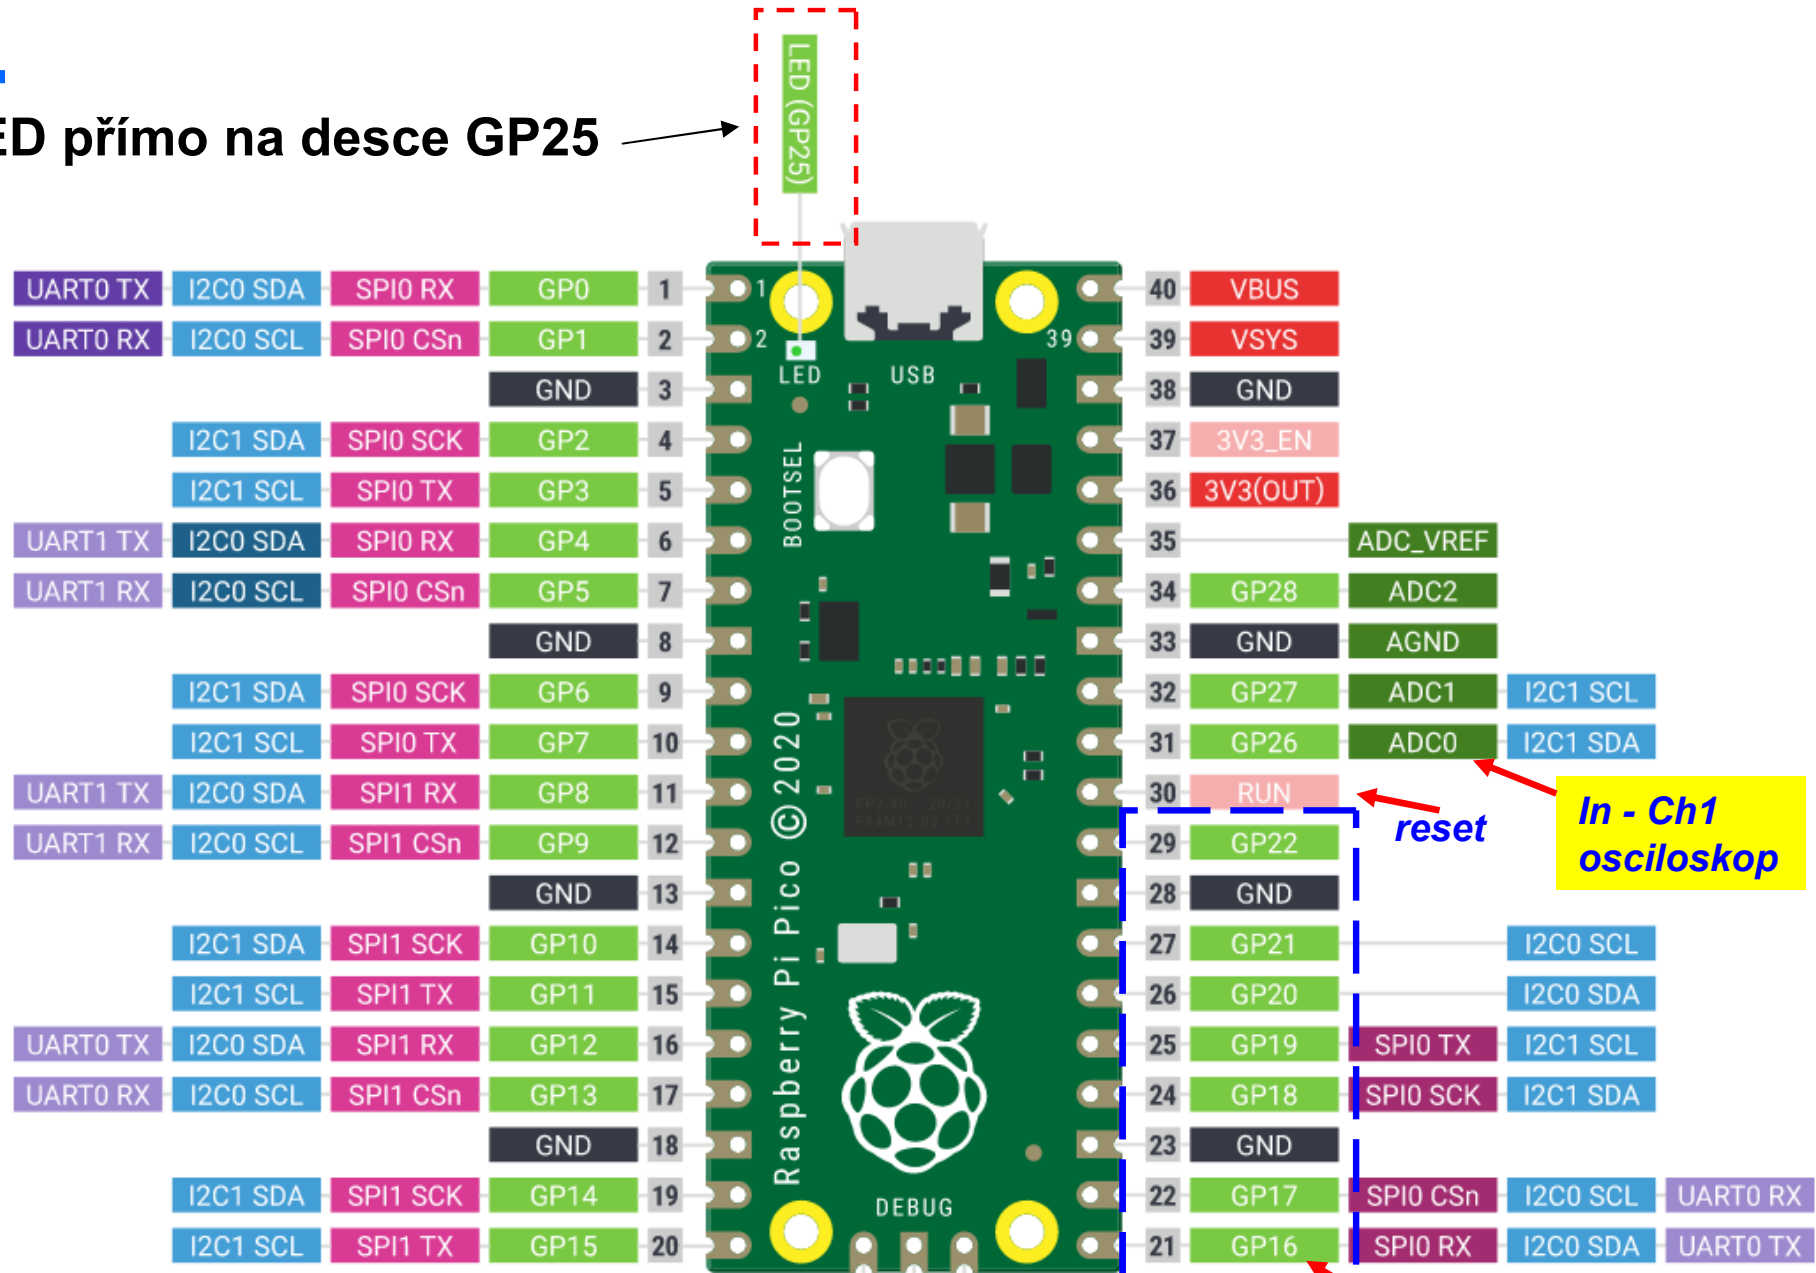 ED přímo na desce GP25
LED (GP25)
UART0 TX I2C0 SDA SPI0 RX GP0 1 1 40 VBUS
UART0 RX I2C0 SCL SPI0 CSn GP1 2 2 39 39 VSYS
GND 3 LED USB 38 GND
I2C1 SDA SPI0 SCK GP2 4 37 3V3_EN
I2C1 SCL SPI0 TX GP3 5 BOOTSEL 36 3V3(OUT)
UART1 TX I2C0 SDA SPI0 RX GP4 6 35 ADC_VREF
UART1 RX I2C0 SCL SPI0 CSn GP5 7 34 GP28 ADC2
GND 8 33 GND AGND
I2C1 SDA SPI0 SCK GP6 9 32 GP27 ADC1 I2C1 SCL
I2C1 SCL SPI0 TX GP7 10 31 GP26 ADC0 I2C1 SDA
UART1 TX I2C0 SDA SPI1 RX GP8 11 30 RUN
reset
In - Ch1
osciloskop
UART1 RX I2C0 SCL SPI1 CSn GP9 12 29 GP22
GND 13 28 GND
I2C1 SDA SPI1 SCK GP10 14 27 GP21 I2C0 SCL
I2C1 SCL SPI1 TX GP11 15 26 GP20 I2C0 SDA
UART0 TX I2C0 SDA SPI1 RX GP12 16 25 GP19 SPI0 TX I2C1 SCL
UART0 RX I2C0 SCL SPI1 CSn GP13 17 24 GP18 SPI0 SCK I2C1 SDA
GND 18 23 GND
I2C1 SDA SPI1 SCK GP14 19 22 GP17 SPI0 CSn I2C0 SCL UART0 RX
I2C1 SCL SPI1 TX GP15 20 21 GP16 SPI0 RX I2C0 SDA UART0 TX
Raspberry Pi Pico ©2020
DEBUG